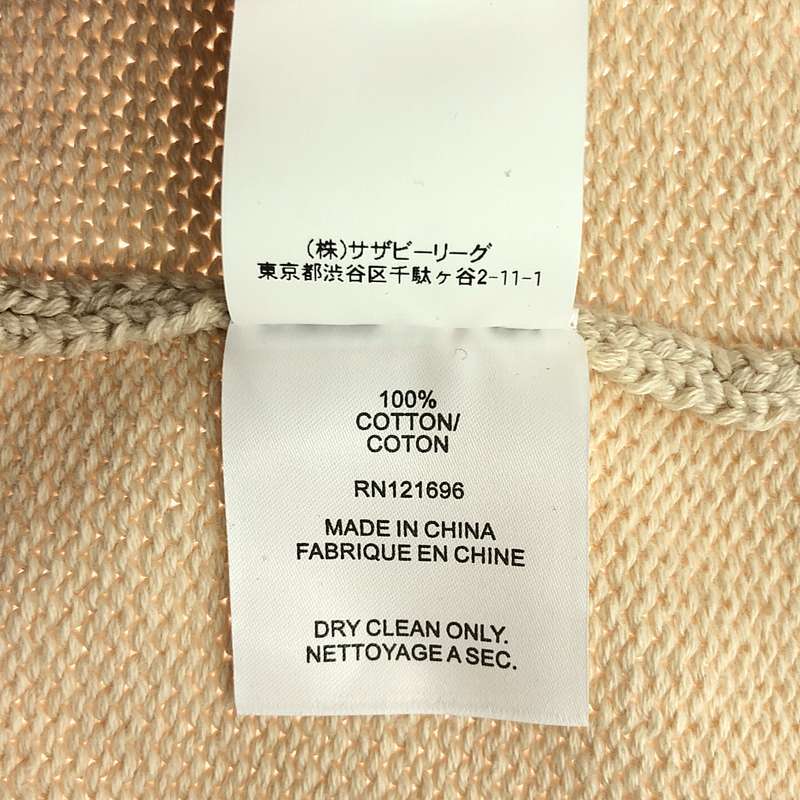 (株)サザビーリーグ
東京都渋谷区千駄ヶ谷2-11-1
100%
COTTON/
COTON
RN121696
MADE IN CHINA
FABRIQUE EN CHINE
DRY CLEAN ONLY.
NETTOYAGE A SEC.